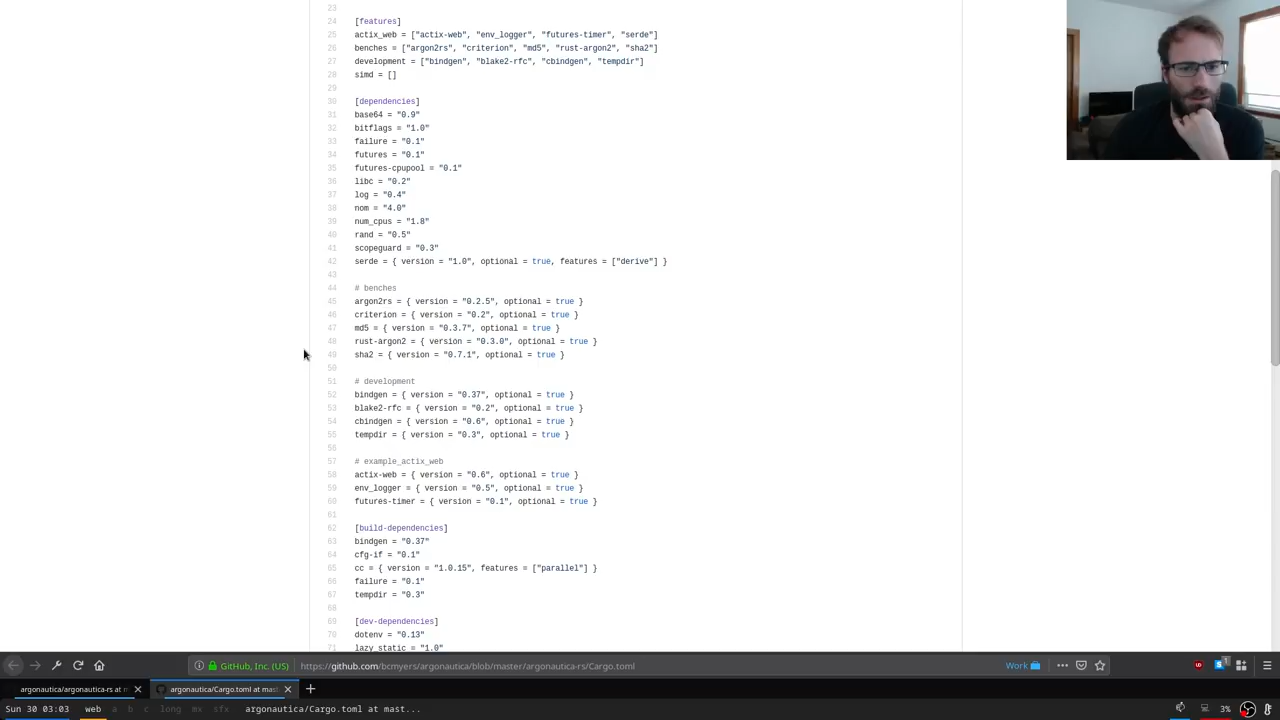 23
24 [features]
25 actix_web = ["actix-web", "env_logger", "futures-timer", "serde"]
26 benches = ["argon2rs", "criterion", "md5", "rust-argon2", "sha2"]
27 development = ["bindgen", "blake2-rfc", "cbindgen", "tempdir"]
28 simd = []
29
30 [dependencies]
31 base64 = "0.9"
32 bitflags = "1.0"
33 failure = "0.1"
34 futures = "0.1"
35 futures-cpupool = "0.1"
36 libc = "0.2"
37 log = "0.4"
38 nom = "4.0"
39 num_cpus = "1.8"
40 rand = "0.5"
41 scopeguard = "0.3"
42 serde = { version = "1.0", optional = true, features = ["derive"] }
43
44 # benches
45 argon2rs = { version = "0.2.5", optional = true }
46 criterion = { version = "0.2", optional = true }
47 md5 = { version = "0.3.7", optional = true }
48 rust-argon2 = { version = "0.3.0", optional = true }
49 sha2 = { version = "0.7.1", optional = true }
50
51 # development
52 bindgen = { version = "0.37", optional = true }
53 blake2-rfc = { version = "0.2", optional = true }
54 cbindgen = { version = "0.6", optional = true }
55 tempdir = { version = "0.3", optional = true }
56
57 # example_actix_web
58 actix-web = { version = "0.6", optional = true }
59 env_logger = { version = "0.5", optional = true }
60 futures-timer = { version = "0.1", optional = true }
61
62 [build-dependencies]
63 bindgen = "0.37"
64 cfg-if = "0.1"
65 cc = { version = "1.0.15", features = ["parallel"] }
66 failure = "0.1"
67 tempdir = "0.3"
68
69 [dev-dependencies]
70 dotenv = "0.13"
71 lazy_static = "1.0"
GitHub, Inc. (US) https://github.com/bcmyers/argonautica/blob/master/argonautica-rs/Cargo.toml Work
argonautica/argonautica-rs at m argonautica/Cargo.toml at mast
Sun 30 03:03 web a b c long mx sfx argonautica/Cargo.toml at mast... 3%